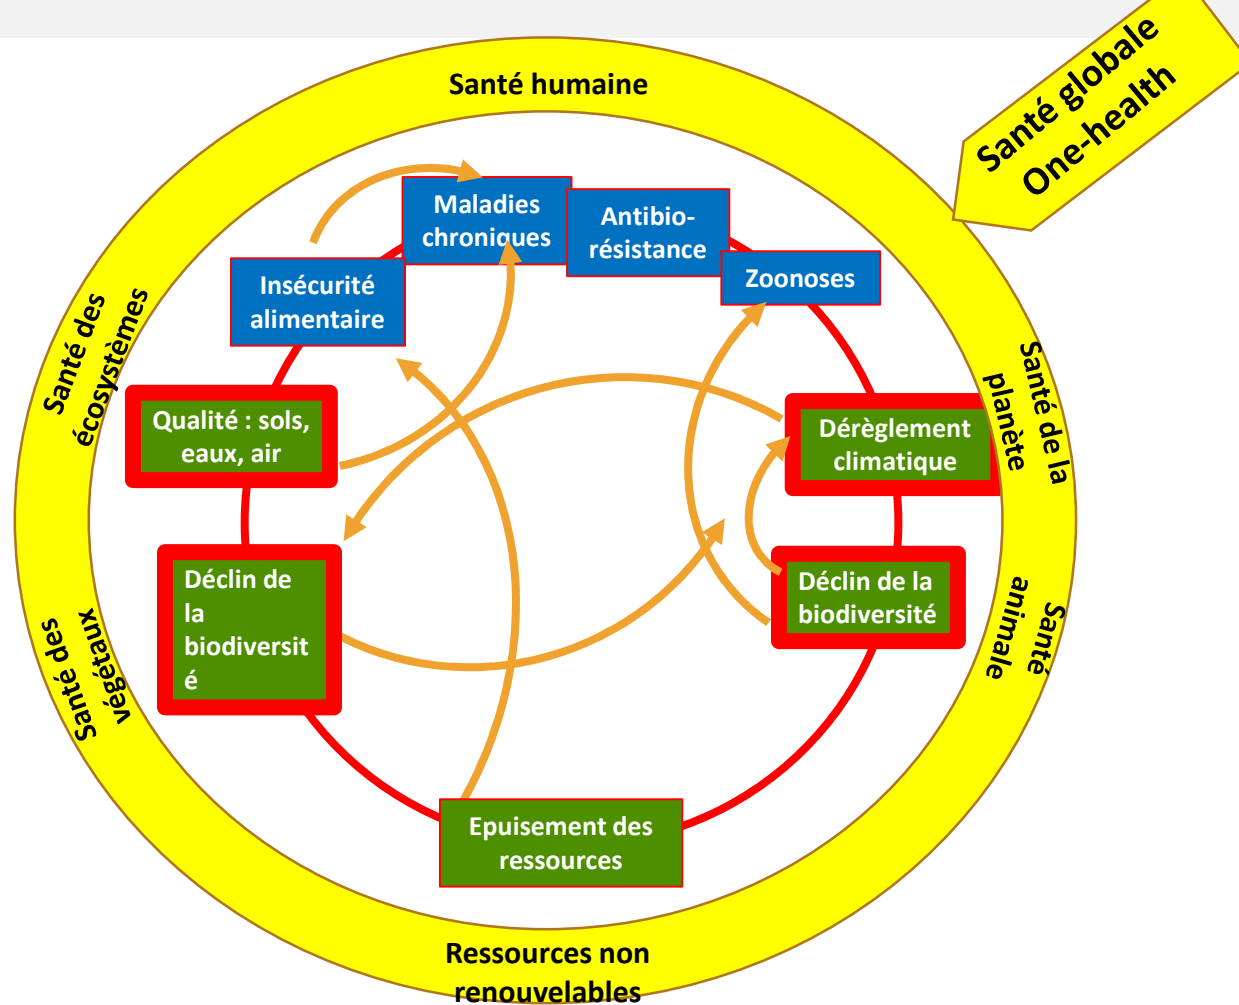 Santé humaine
Santé globale
One-health
Maladies
chroniques
Antibio-
résistance
Zoonoses
Insécurité
alimentaire
Santé des
écosystèmes
Santé de la
planète
Qualité : sols,
eaux, air
Dérèglement
climatique
Déclin de
la
biodiversit
é
Déclin de la
biodiversité
Santé
animale
Santé des
végétaux
Epuisement des
ressources
Ressources non
renouvelables